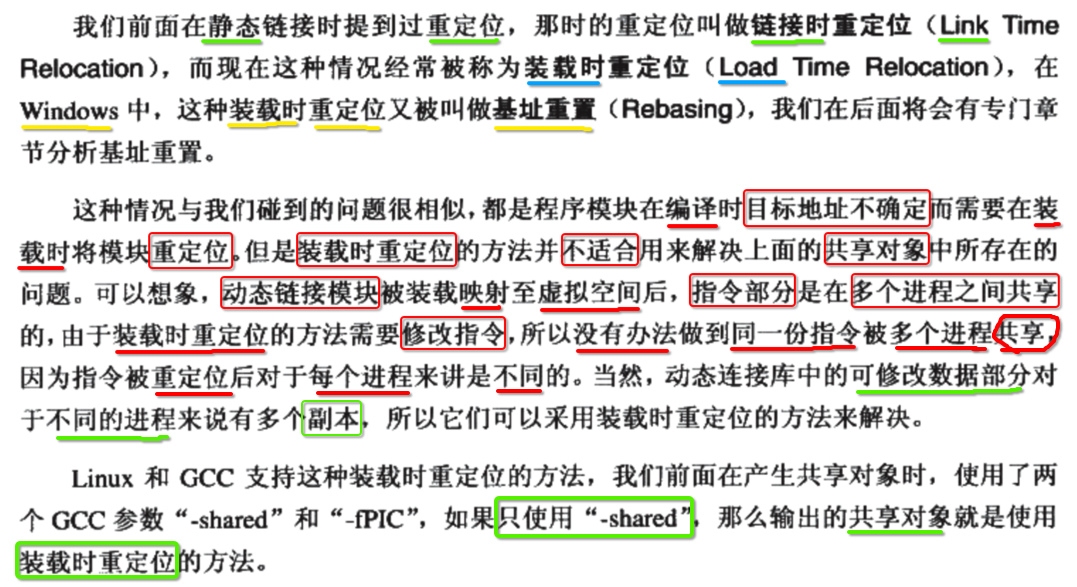 我们前面在静态链接时提到过重定位，那时的重定位叫做链接时重定位（Link Time
Relocation），而现在这种情况经常被称为装载时重定位（Load Time Relocation），在
Windows 中，这种装载时重定位又被叫做基址重置（Rebasing），我们在后面将会有专门章
节分析基址重置。
这种情况与我们碰到的问题很相似，都是程序模块在编译时目标地址不确定而需要在装
载时将模块重定位。但是装载时重定位的方法并不适合用来解决上面的共享对象中所存在的
问题。可以想象，动态链接模块被装载映射至虚拟空间后，指令部分是在多个进程之间共享
的，由于装载时重定位的方法需要修改指令，所以没有办法做到同一份指令被多个进程共享，
因为指令被重定位后对于每个进程来讲是不同的。当然，动态连接库中的可修改数据部分对
于不同的进程来说有多个副本，所以它们可以采用装载时重定位的方法来解决。
Linux 和 GCC 支持这种装载时重定位的方法，我们前面在产生共享对象时，使用了两
个 GCC 参数“-shared”和“-fPIC”，如果只使用“-shared”，那么输出的共享对象就是使用
装载时重定位的方法。